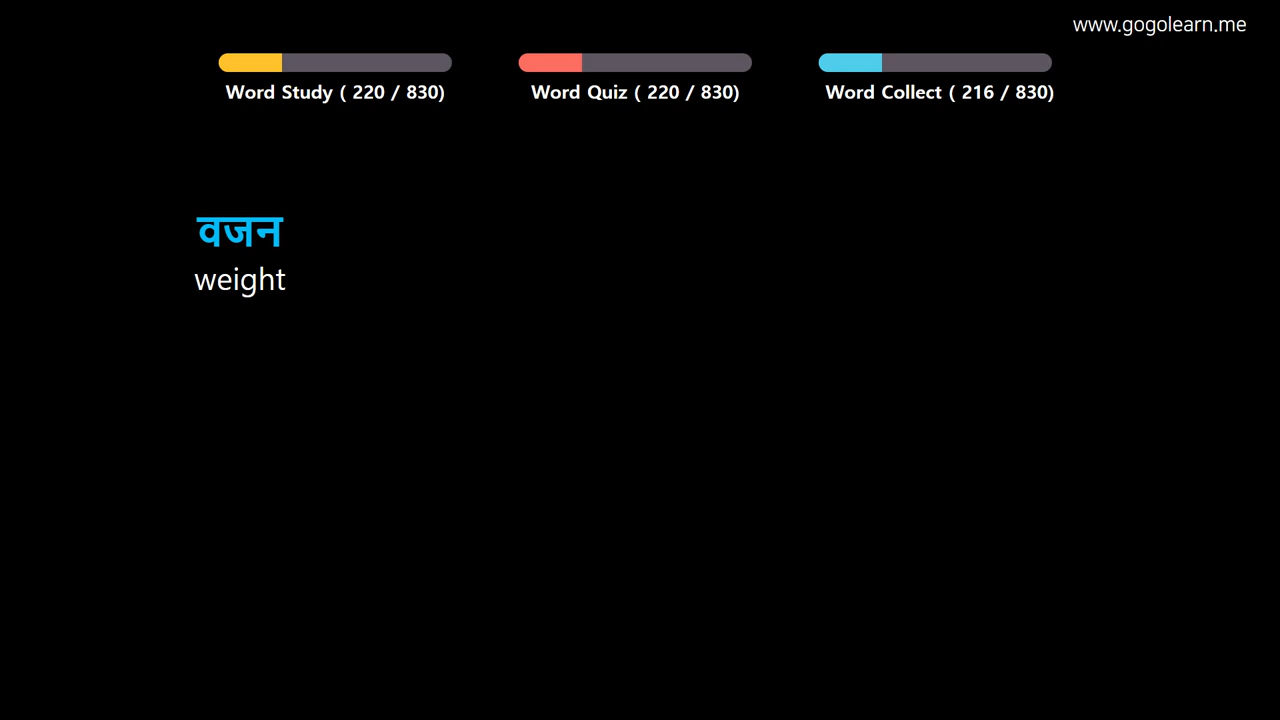 www.gogolearn.me
Word Study ( 220 / 830)
Word Quiz ( 220 / 830)
Word Collect ( 216 / 830)
वजन
weight